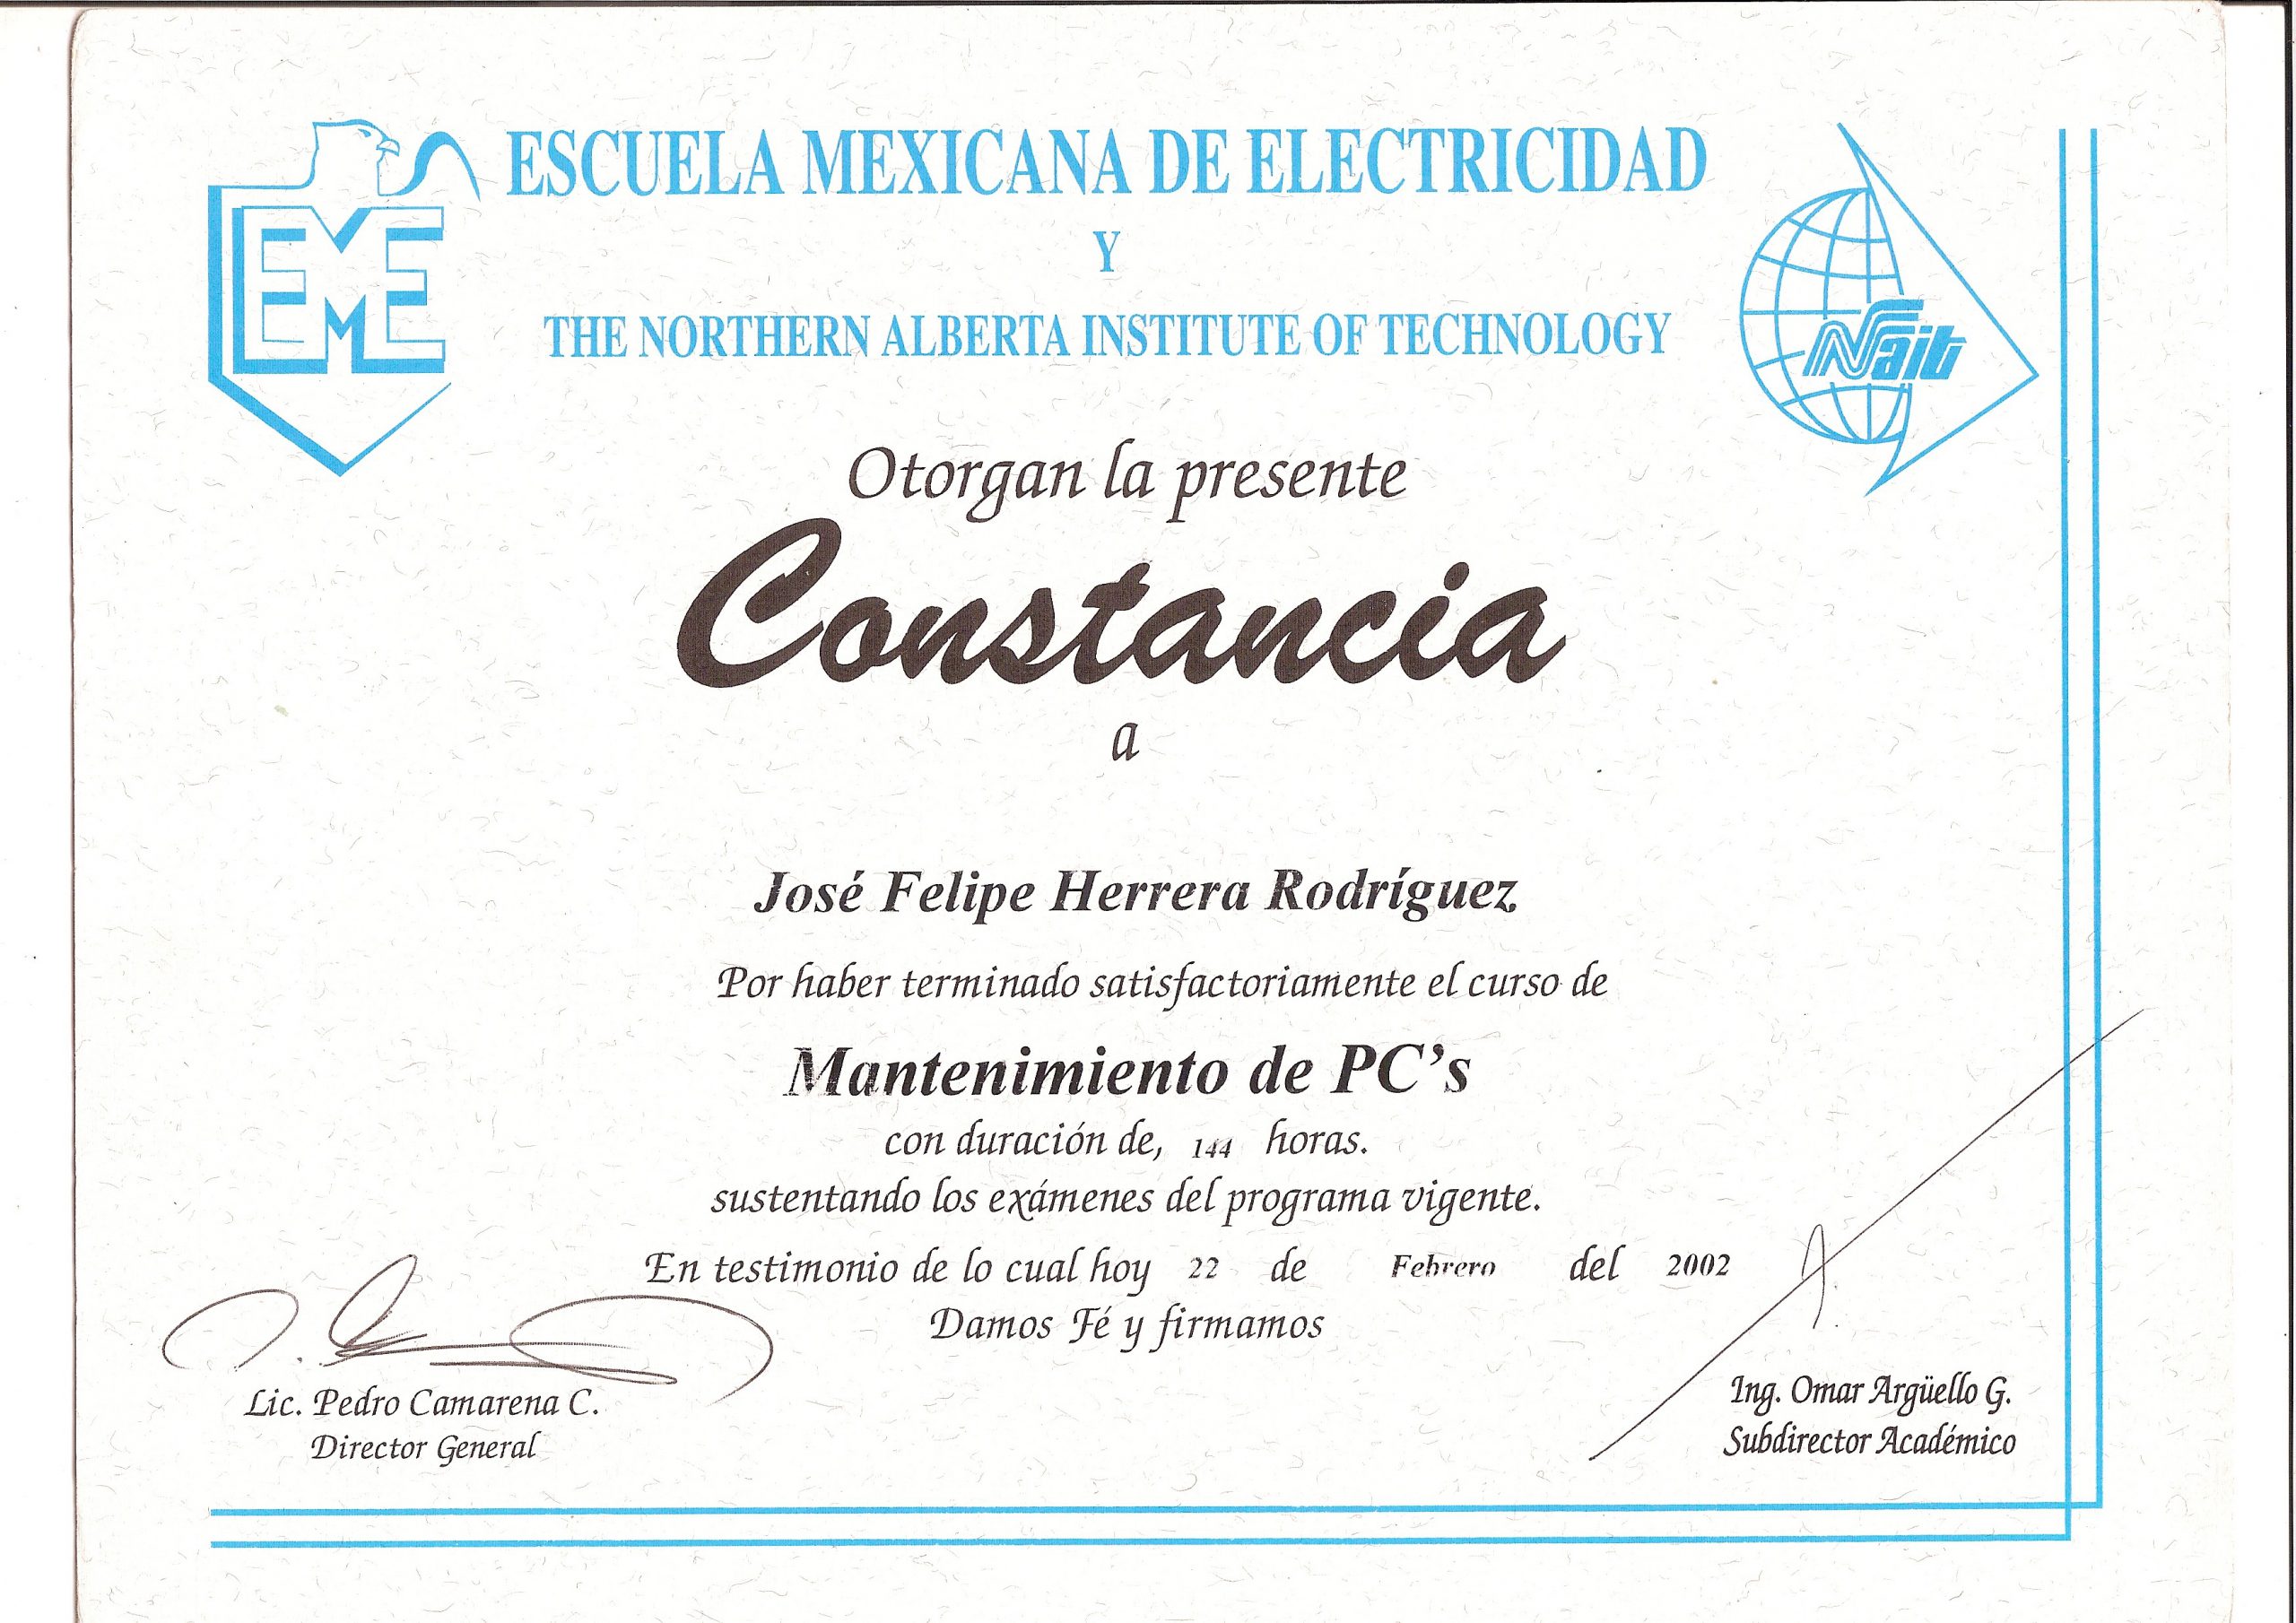 ESCUELA MEXICANA DE ELECTRICIDAD
Y
THE NORTHERN ALBERTA INSTITUTE OF TECHNOLOGY
EME
Nait
Otorgan la presente
Constancia
a
José Felipe Herrera Rodríguez
Por haber terminado satisfactoriamente el curso de
Mantenimiento de PC's
con duración de, 144 horas.
sustentando los exámenes del programa vigente.
En testimonio de lo cual hoy 22 de Febrero del 2002
Damos Fé y firmamos
Lic. Pedro Camarena C.
Director General
Ing. Omar Argüello G.
Subdirector Académico